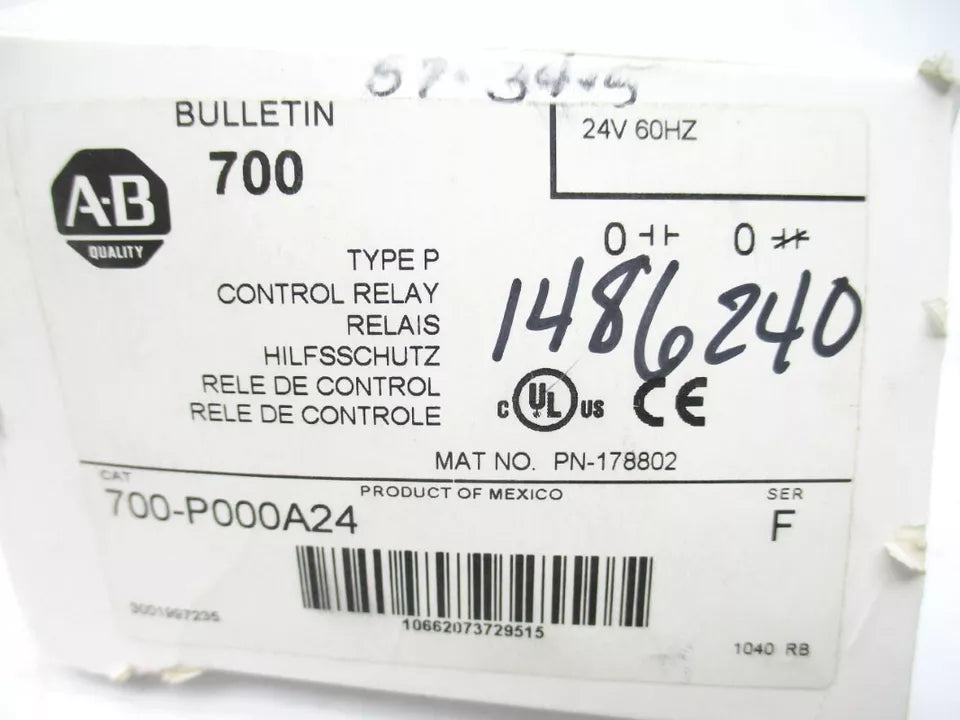 57-34-5
BULLETIN
700
24V 60HZ
A-B
QUALITY
0 0
TYPE P
CONTROL RELAY
RELAIS
HILFSSCHUTZ
RELE DE CONTROL
RELE DE CONTROLE
1486240
C UL US CE
MAT NO. PN-178802
CAT
700-P000A24
PRODUCT OF MEXICO
SER
F
10662073729515
3001997235
1040 RB